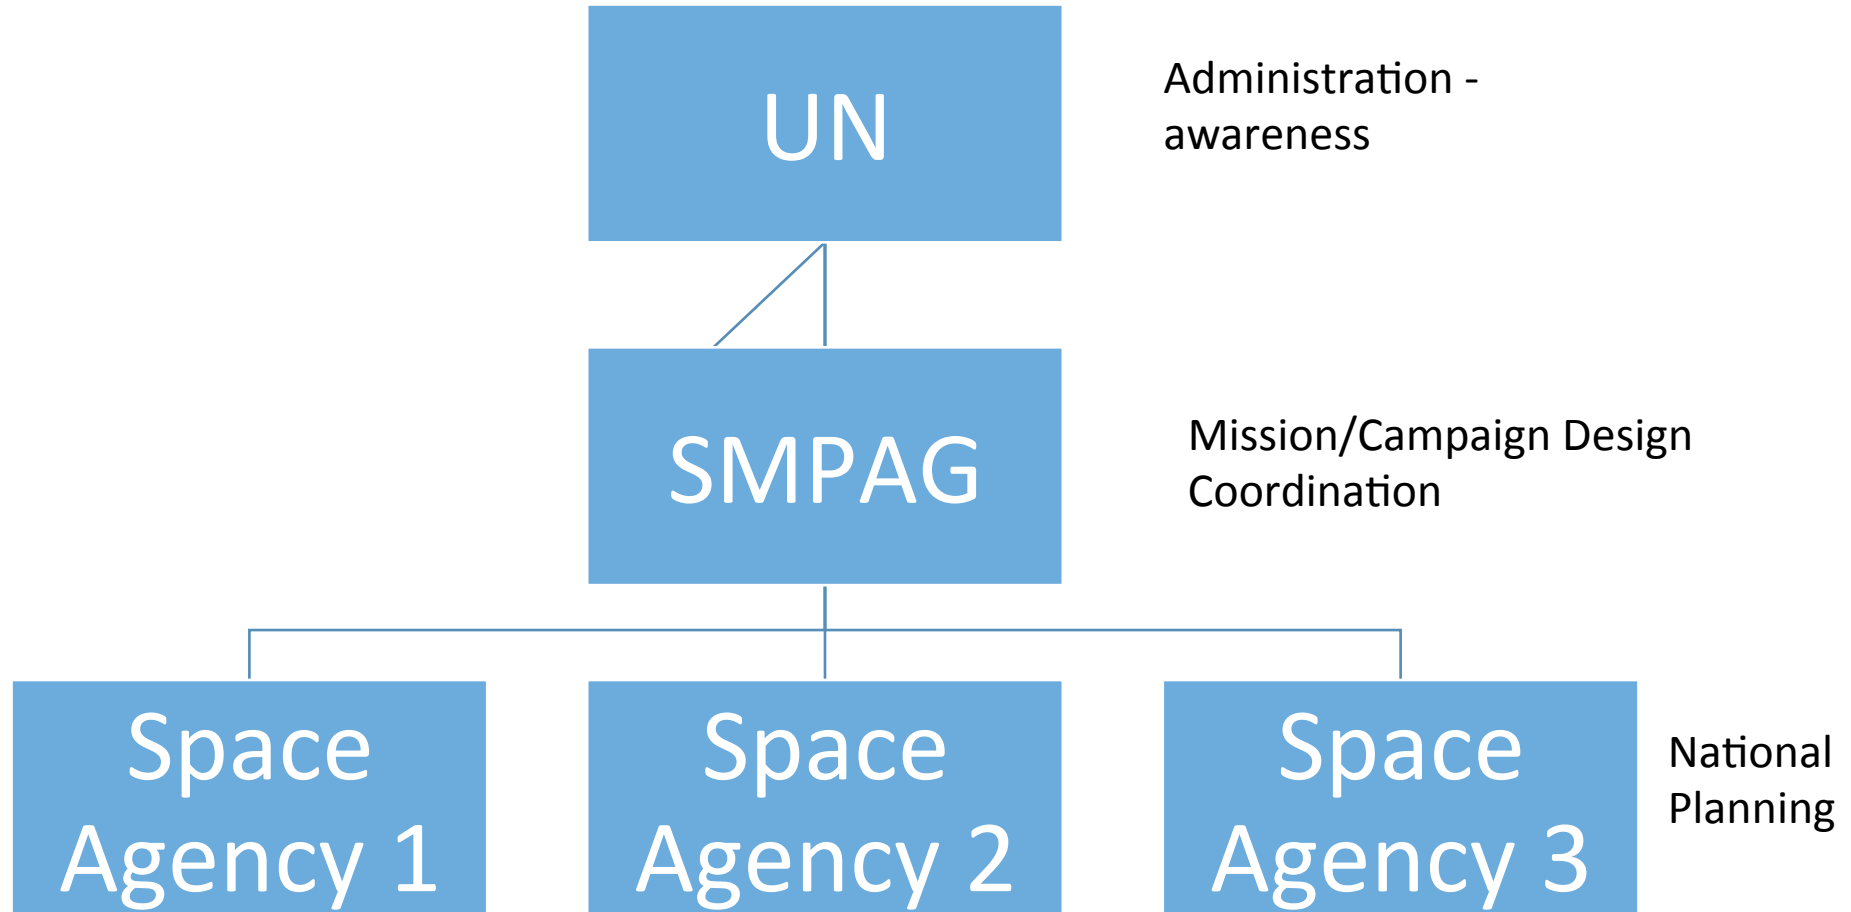 UN
Administration -
awareness
SMPAG
Mission/Campaign Design
Coordination
Space
Agency 1
Space
Agency 2
Space
Agency 3
National
Planning